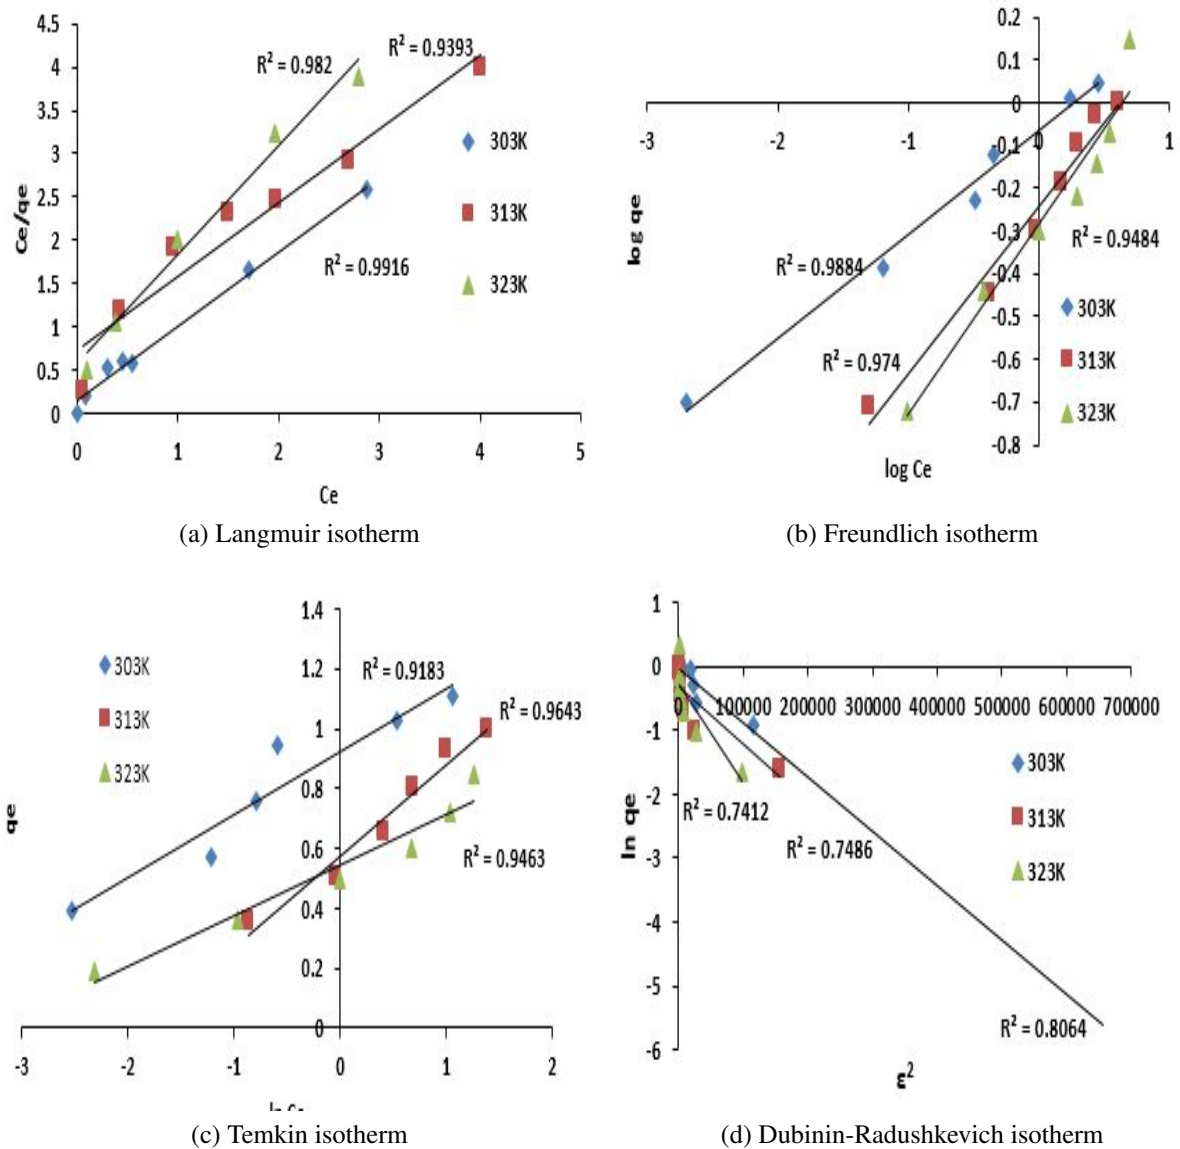 4.5
4
3.5
3
2.5
2
1.5
1
0.5
0
Ce/qe
R² = 0.982
R² = 0.9393
R² = 0.9916
303K
313K
323K
0 1 2 3 4 5
Ce
(a) Langmuir isotherm
0.2
0.1
0
-0.1
-0.2
-0.3
-0.4
-0.5
-0.6
-0.7
-0.8
-3 -2 -1 0 1
log qe
R² = 0.9884
R² = 0.9484
R² = 0.974
303K
313K
323K
log Ce
(b) Freundlich isotherm
1.4
1.2
1
0.8
0.6
0.4
0.2
0
qe
303K
313K
323K
R² = 0.9183
R² = 0.9643
R² = 0.9463
-3 -2 -1 0 1 2
(c) Temkin isotherm
1
0
-1
-2
-3
-4
-5
-6
ln qe
0 100000 200000 300000 400000 500000 600000 700000
R² = 0.7412
R² = 0.7486
R² = 0.8064
303K
313K
323K
ε²
(d) Dubinin-Radushkevich isotherm